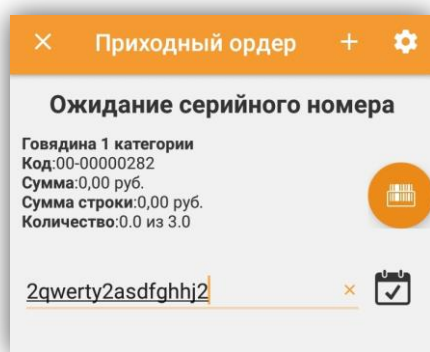 Приходный ордер
Ожидание серийного номера
Говядина 1 категории
Код:00-00000282
Сумма:0,00 руб.
Сумма строки:0,00 руб.
Количество:0.0 из 3.0
2qwerty2asdfghhj2